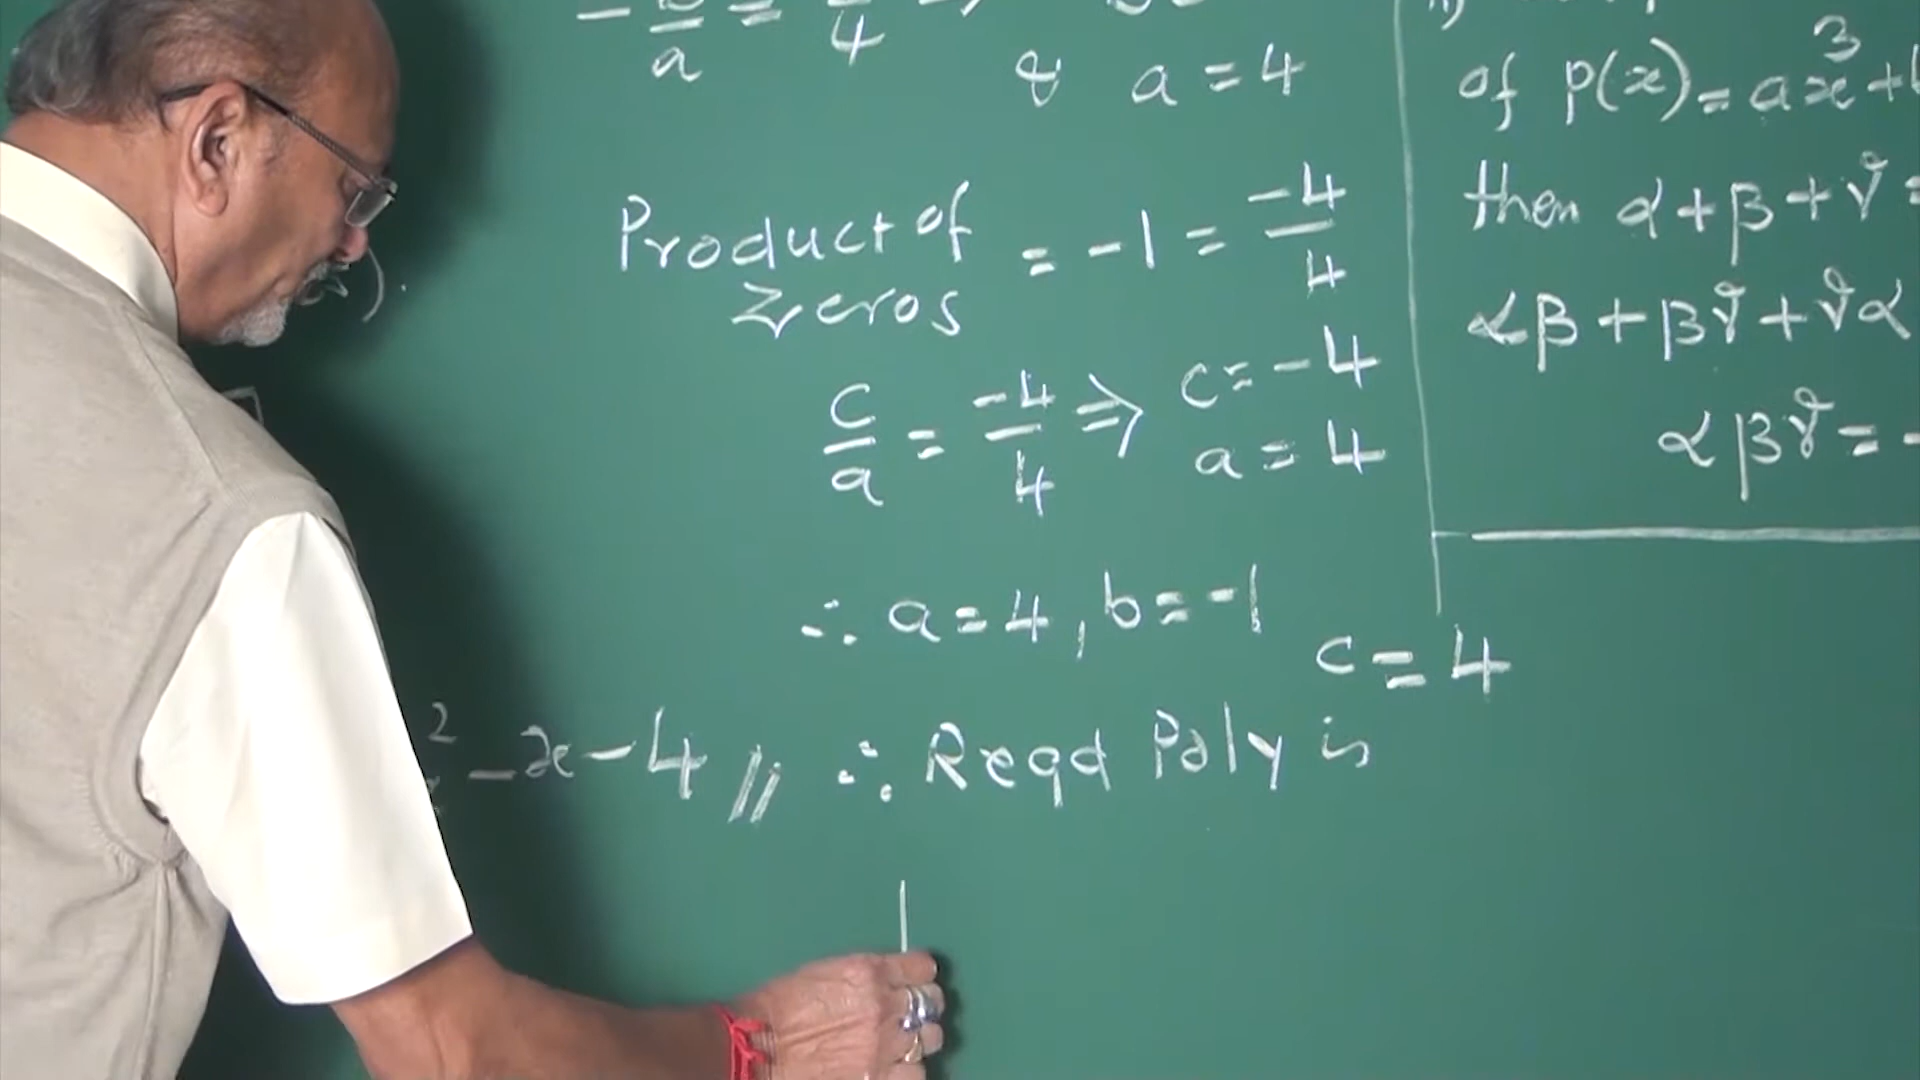 & a = 4
Product of zeros = -1 = -4/4
c/a = -4/4 ⇒ c = -4
a = 4
∴ a = 4, b = -1
c = 4
² - x - 4 // ∴ Reqd Poly is
of p(x) = ax³ +
then α + β + γ =
αβ + βγ + γα
αβγ = -